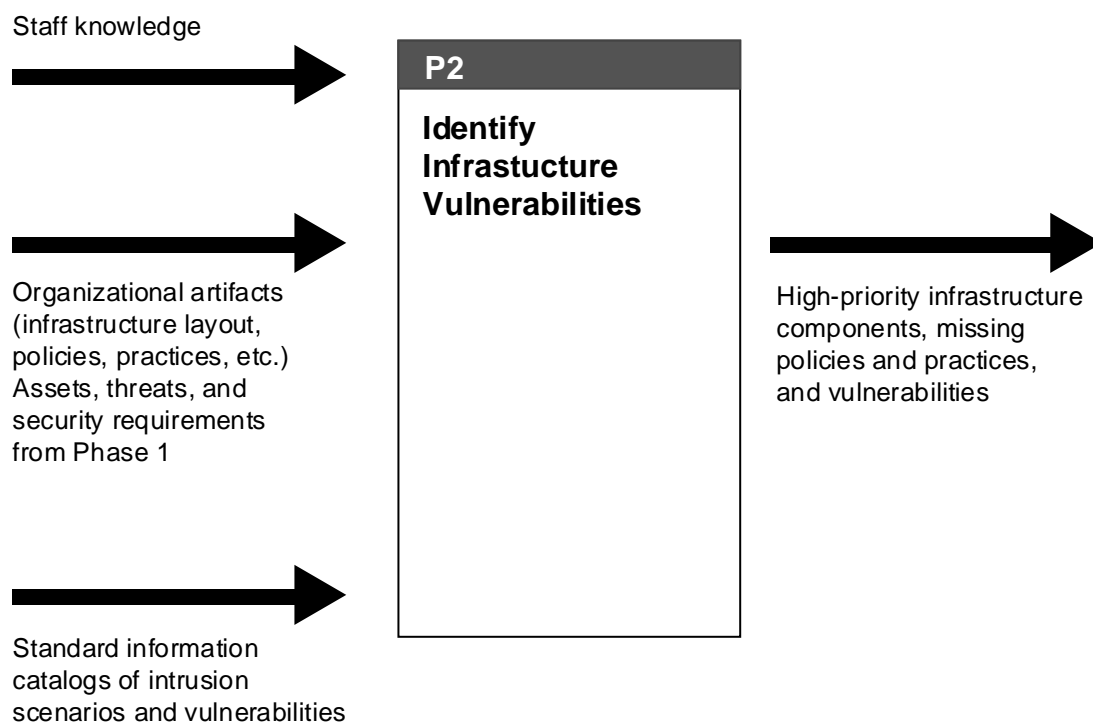 Staff knowledge
P2
Identify
Infrastucture
Vulnerabilities
Organizational artifacts
(infrastructure layout,
policies, practices, etc.)
Assets, threats, and
security requirements
from Phase 1
High-priority infrastructure
components, missing
policies and practices,
and vulnerabilities
Standard information
catalogs of intrusion
scenarios and vulnerabilities